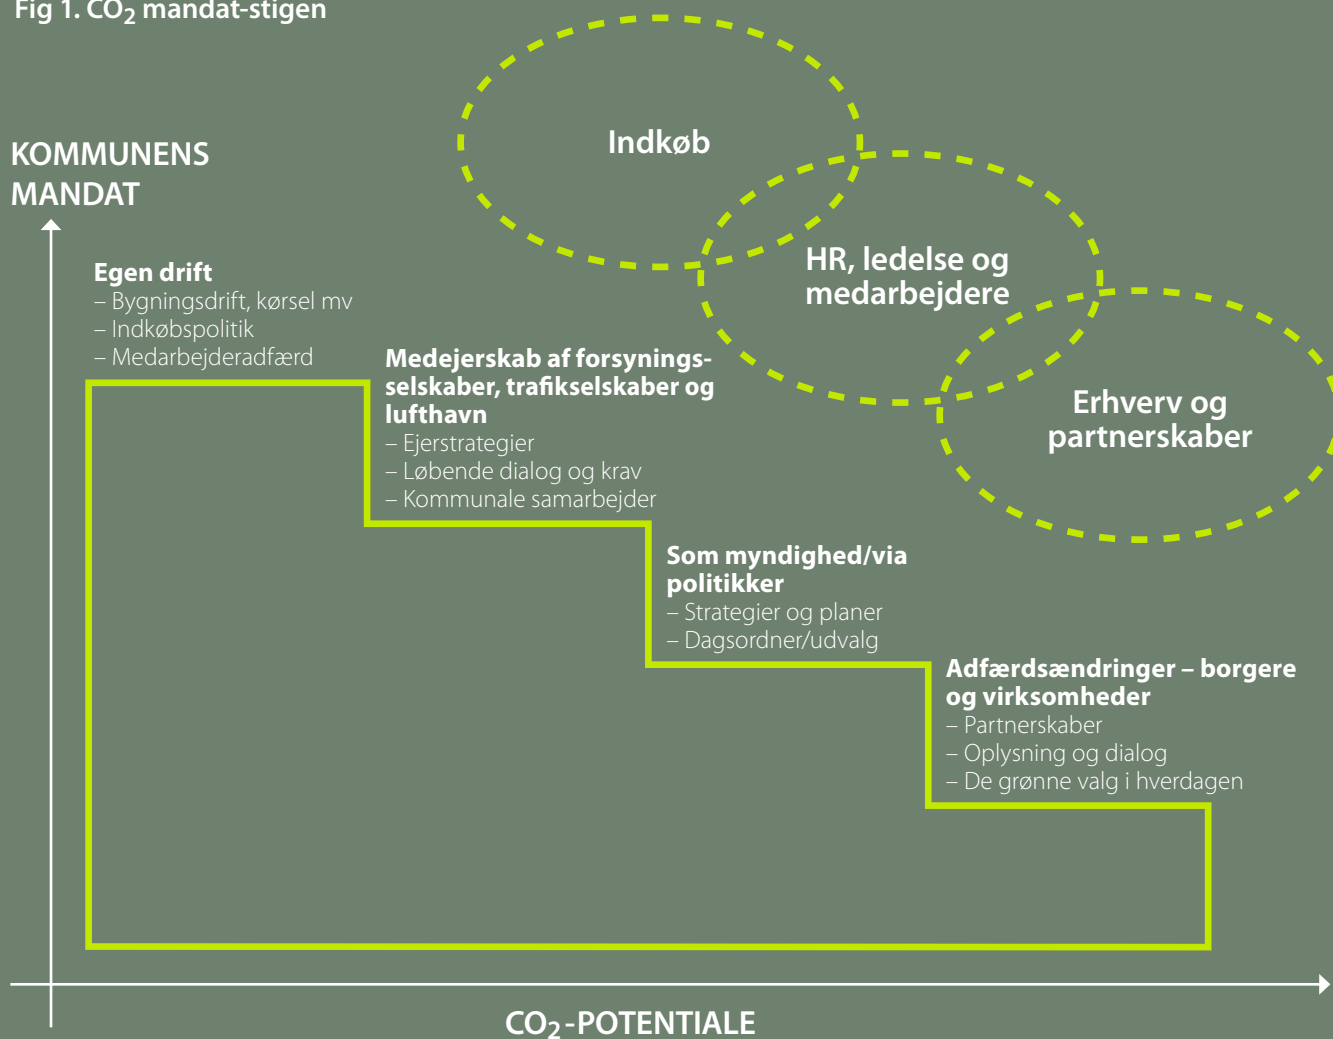 Fig 1. CO2 mandat-stigen
KOMMUNENS
MANDAT
Indkøb
HR, ledelse og
medarbejdere
Erhverv og
partnerskaber
Egen drift
– Bygningsdrift, kørsel mv
– Indkøbspolitik
– Medarbejderadfærd
Medejerskab af forsynings-
selskaber, trafikselskaber og
lufthavn
– Ejerstrategier
– Løbende dialog og krav
– Kommunale samarbejder
Som myndighed/via
politikker
– Strategier og planer
– Dagsordner/udvalg
Adfærdsændringer – borgere
og virksomheder
– Partnerskaber
– Oplysning og dialog
– De grønne valg i hverdagen
CO2-POTENTIALE